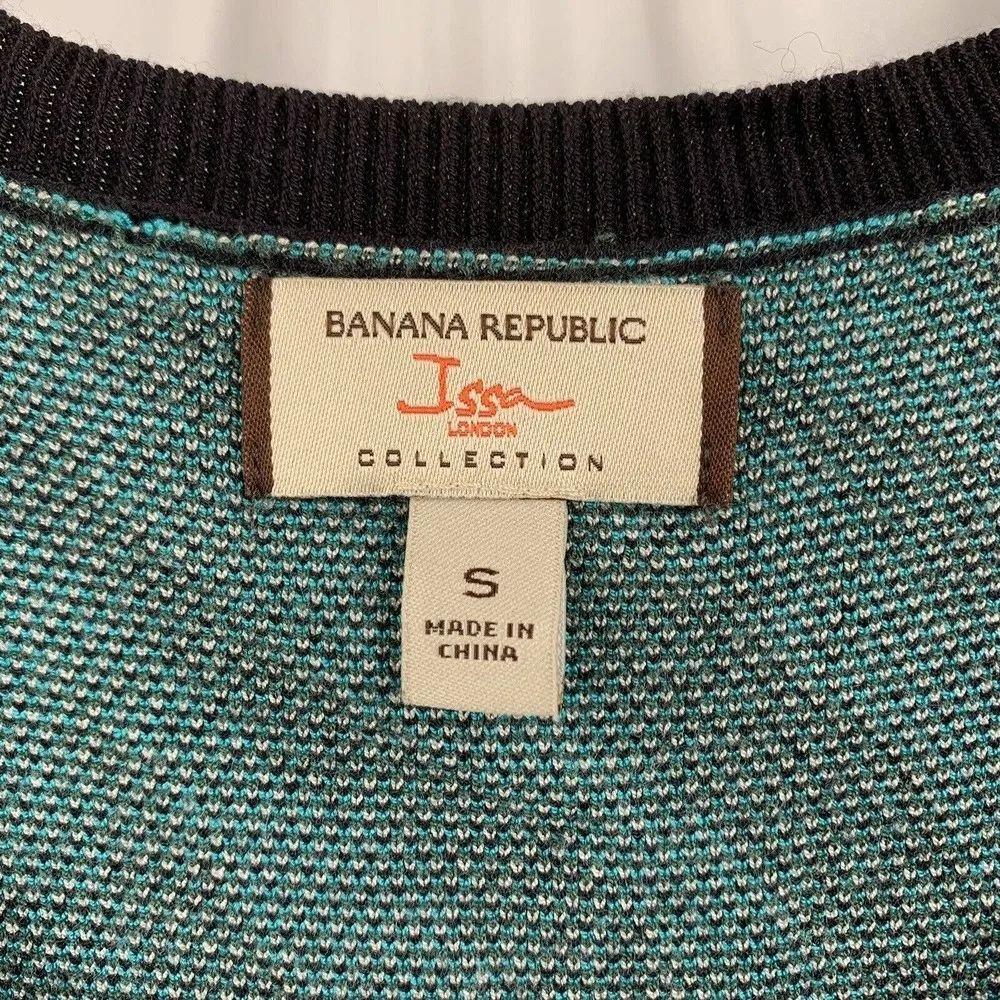 BANANA REPUBLIC
Issa
LONDON
COLLECTION
S
MADE IN
CHINA